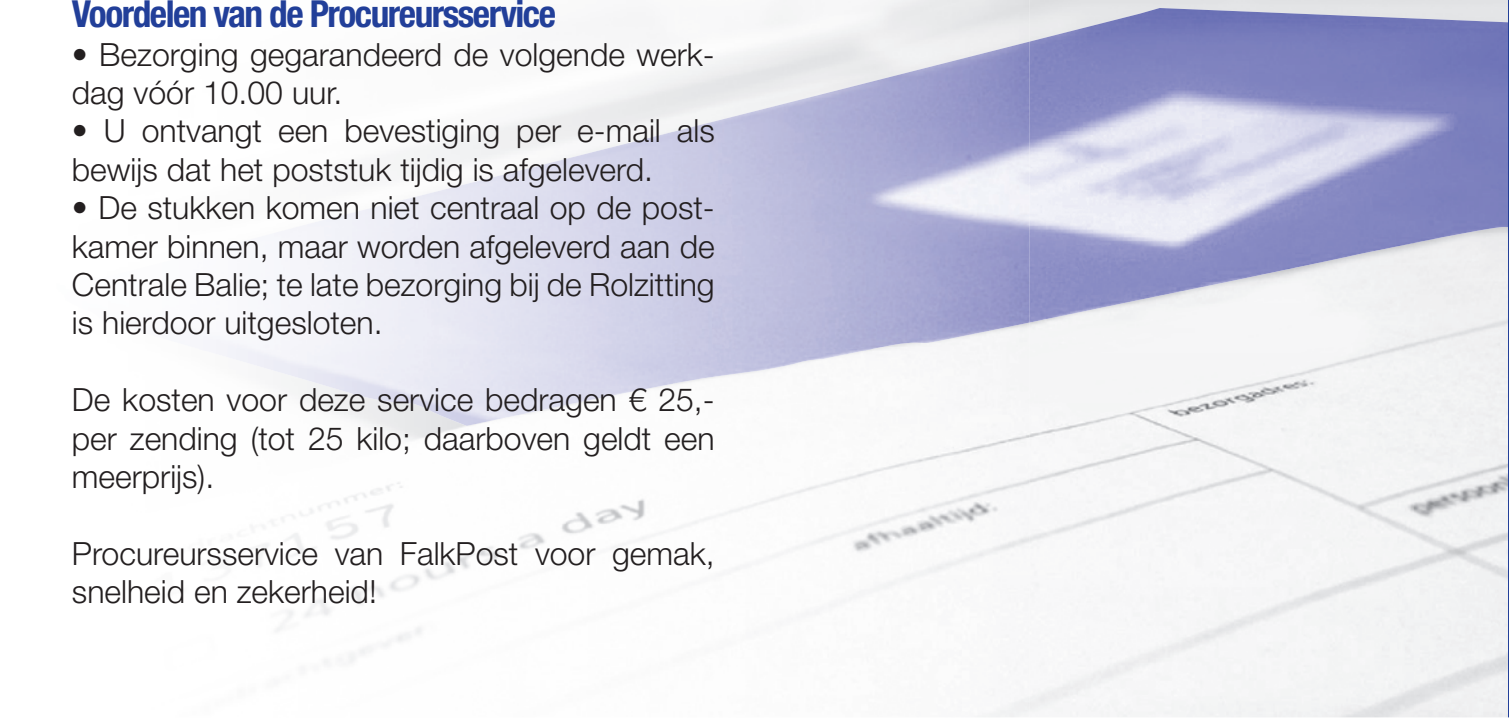 Voordelen van de Procureursservice
• Bezorging gegarandeerd de volgende werk-
dag vóór 10.00 uur.
• U ontvangt een bevestiging per e-mail als
bewijs dat het poststuk tijdig is afgeleverd.
• De stukken komen niet centraal op de post-
kamer binnen, maar worden afgeleverd aan de
Centrale Balie; te late bezorging bij de Rolzitting
is hierdoor uitgesloten.
De kosten voor deze service bedragen € 25,-
per zending (tot 25 kilo; daarboven geldt een
meerprijs).
Procureursservice van FalkPost voor gemak,
snelheid en zekerheid!
bezorgadres:
afhaaltijd:
24 hours a day